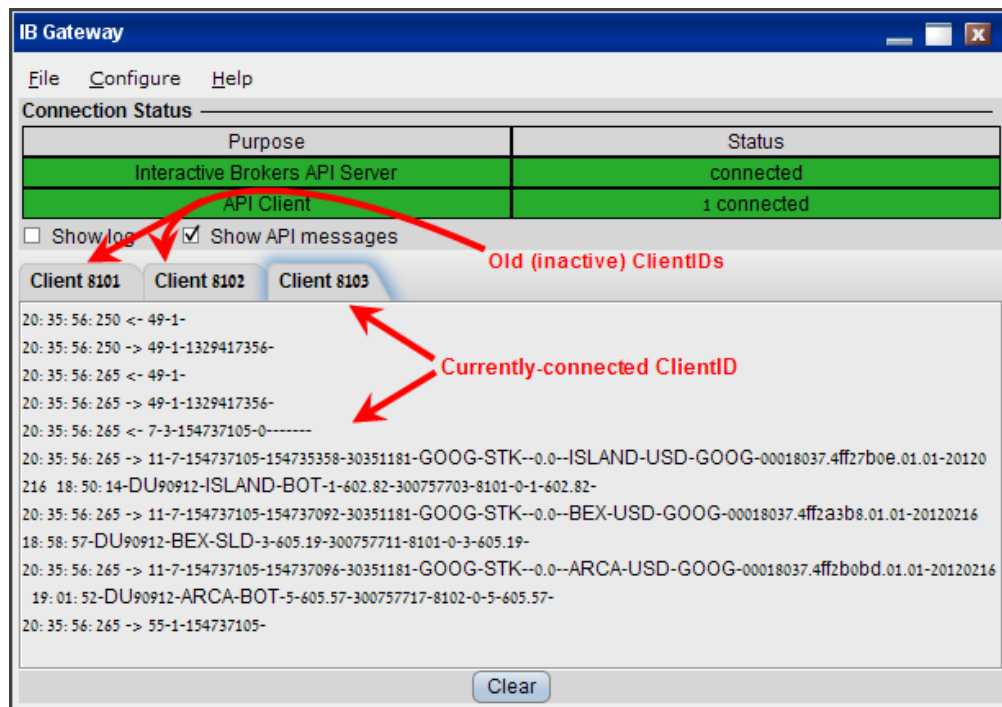 IB Gateway
File Configure Help
Connection Status
Purpose Status
Interactive Brokers API Server connected
API Client 1 connected
Show log Show API messages
Old (inactive) ClientIDs
Client 8101 Client 8102 Client 8103
20:35:56:250 <- 49-1-
20:35:56:250 -> 49-1-1329417356-
20:35:56:265 <- 49-1-
Currently-connected ClientID
20:35:56:265 -> 49-1-1329417356-
20:35:56:265 <- 7-3-154737105-0-------
20:35:56:265 -> 11-7-154737105-154735358-30351181-GOOG-STK--0.0--ISLAND-USD-GOOG-00018037.4ff27b0e.01.01-20120
216 18:50:14-DU90912-ISLAND-BOT-1-602.82-300757703-8101-0-1-602.82-
20:35:56:265 -> 11-7-154737105-154737092-30351181-GOOG-STK--0.0--BEX-USD-GOOG-00018037.4ff2a3b8.01.01-20120216
18:58:57-DU90912-BEX-SLD-3-605.19-300757711-8101-0-3-605.19-
20:35:56:265 -> 11-7-154737105-154737096-30351181-GOOG-STK--0.0--ARCA-USD-GOOG-00018037.4ff2b0bd.01.01-20120216
19:01:52-DU90912-ARCA-BOT-5-605.57-300757717-8102-0-5-605.57-
20:35:56:265 -> 55-1-154737105-
Clear